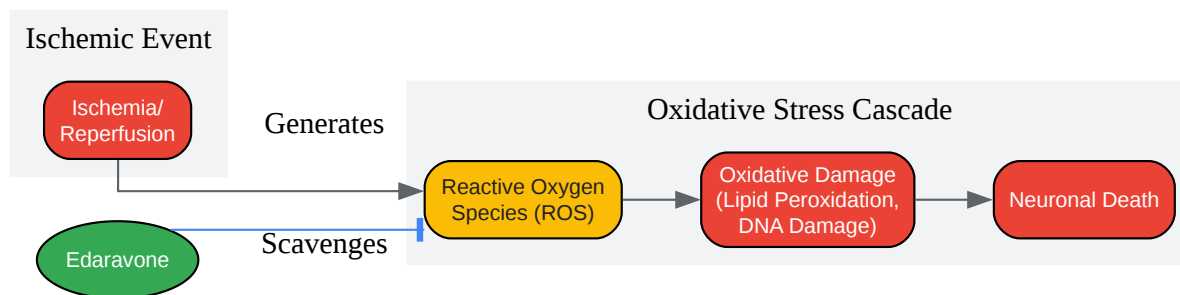 Ischemic Event
Ischemia/
Reperfusion
Generates
Oxidative Stress Cascade
Reactive Oxygen
Species (ROS)
Oxidative Damage
(Lipid Peroxidation,
DNA Damage)
Neuronal Death
Edaravone
Scavenges